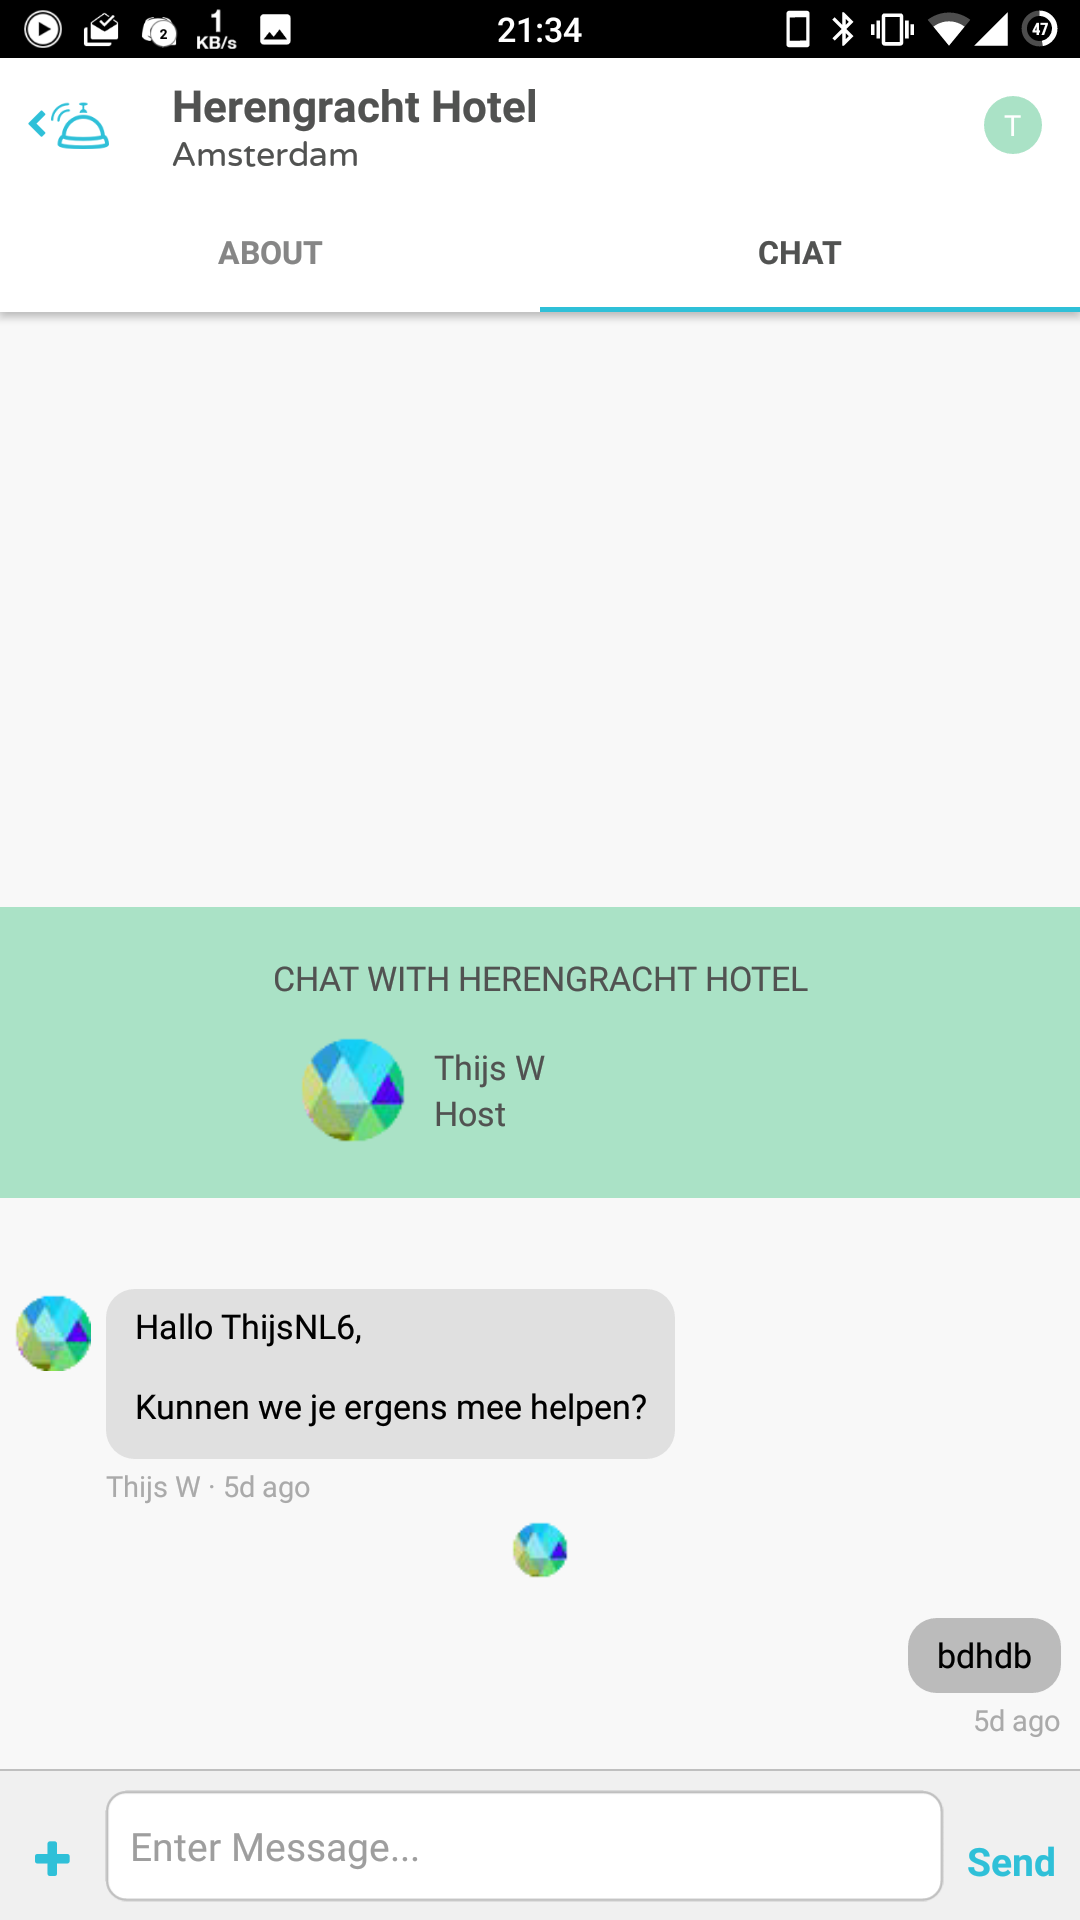 2
1
KB/s
21:34
47
Herengracht Hotel
Amsterdam
T
ABOUT
CHAT
CHAT WITH HERENGRACHT HOTEL
Thijs W
Host
Hallo ThijsNL6,
Kunnen we je ergens mee helpen?
Thijs W · 5d ago
bdhdb
5d ago
Enter Message...
Send